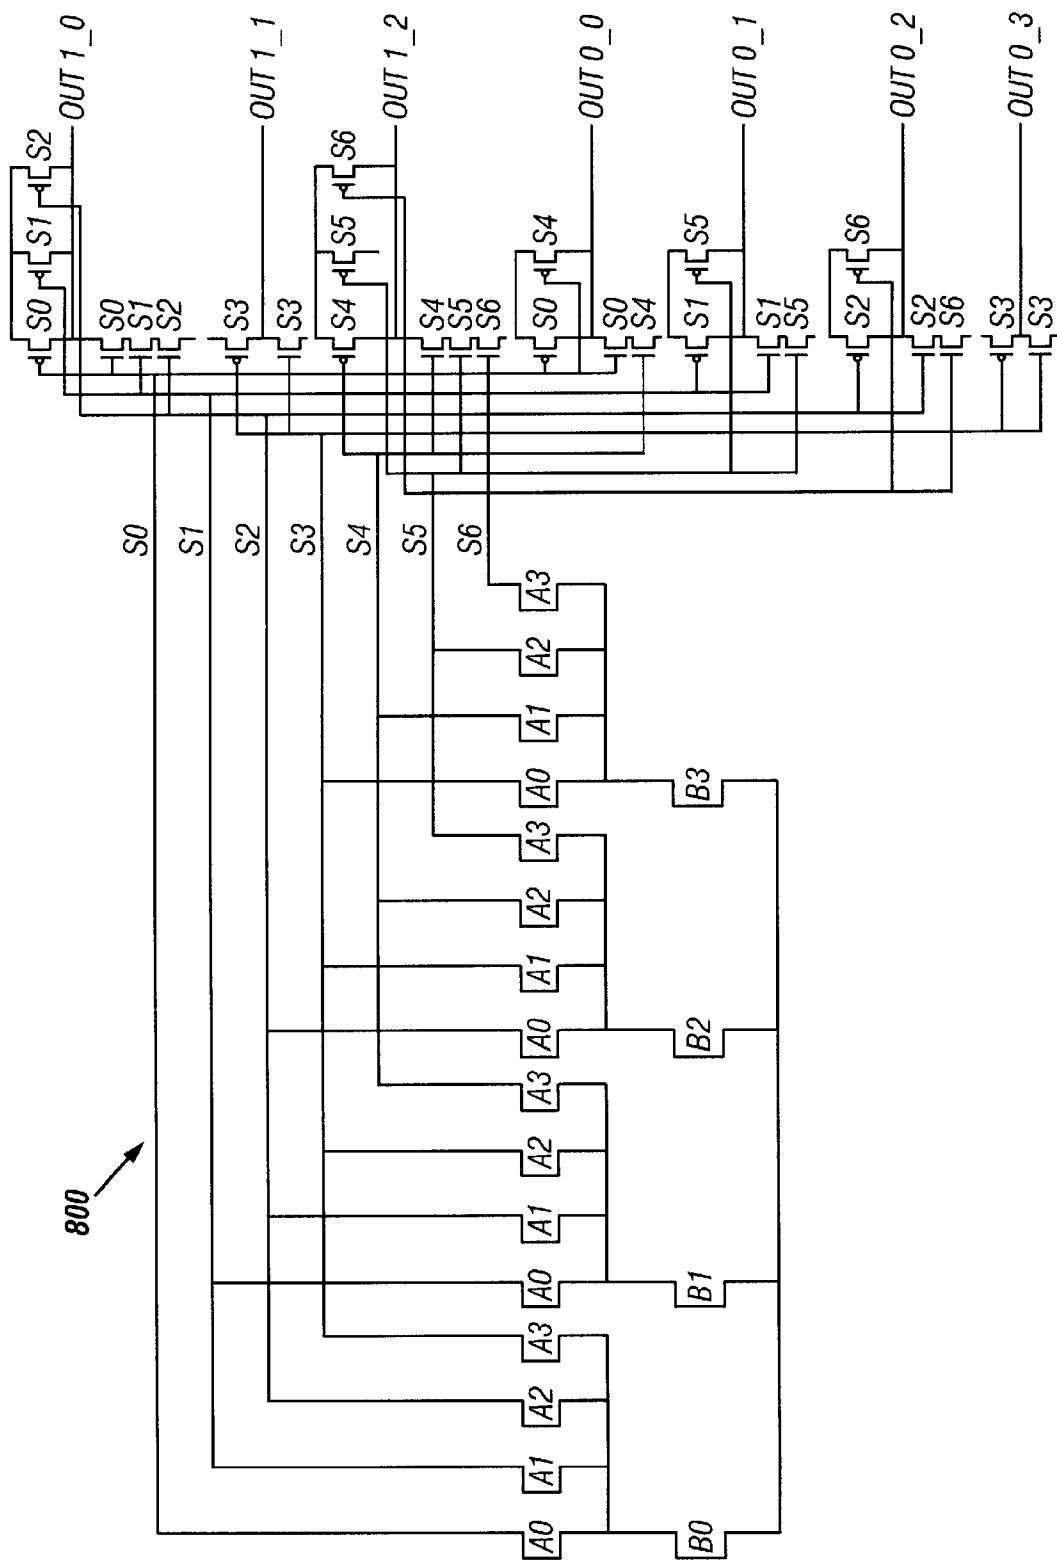 OUT 1_0
OUT 1_1
OUT 1_2
OUT 0_0
OUT 0_1
OUT 0_2
OUT 0_3
S0 S1 S2
S0
S1
S2
S3
S3
S4 S5 S6
S4
S5
S6
S0 S4
S0
S4
S1 S5
S1
S5
S2 S6
S2
S6
S3
S3
S0
S1
S2
S3
S4
S5
S6
800
A3
A2
A1
A0
A3
A2
A1
A0
A3
A2
A1
A0
A3
A2
A1
A0
B3
B2
B1
B0